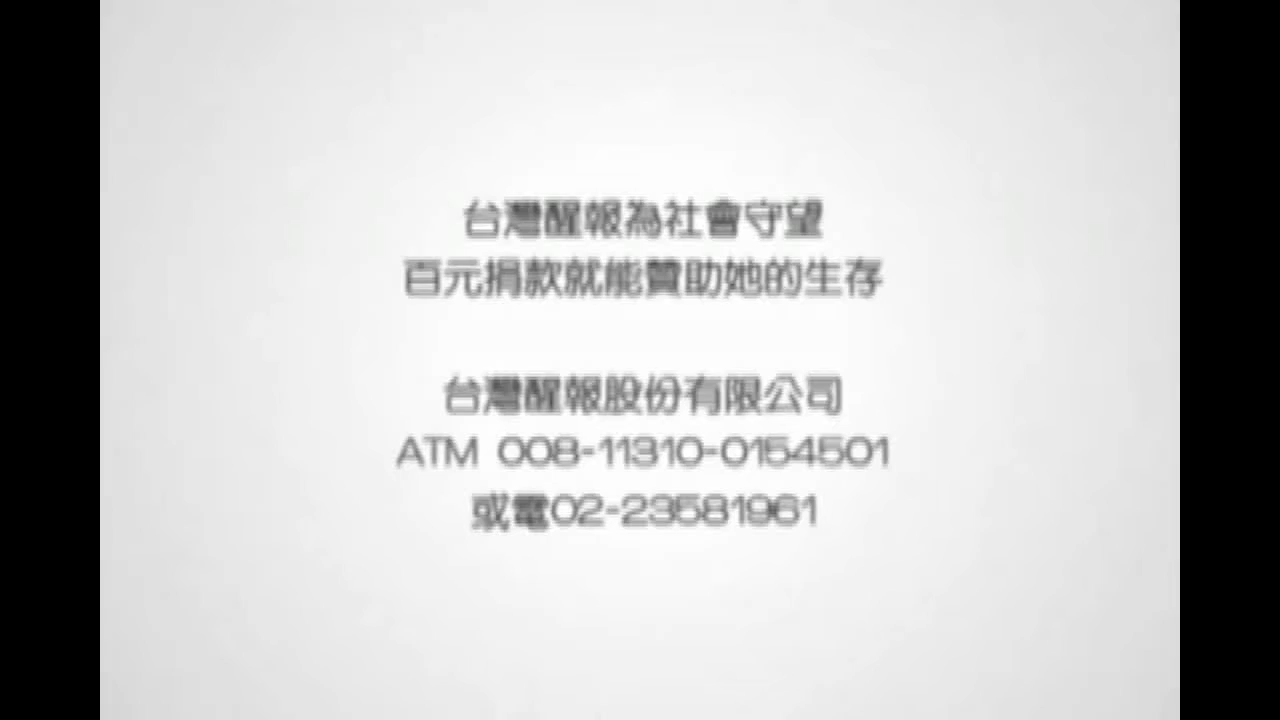 台灣醒報為社會守望
百元捐款就能贊助她的生存
台灣醒報股份有限公司
ATM 008-11310-0154501
或電02-23581961